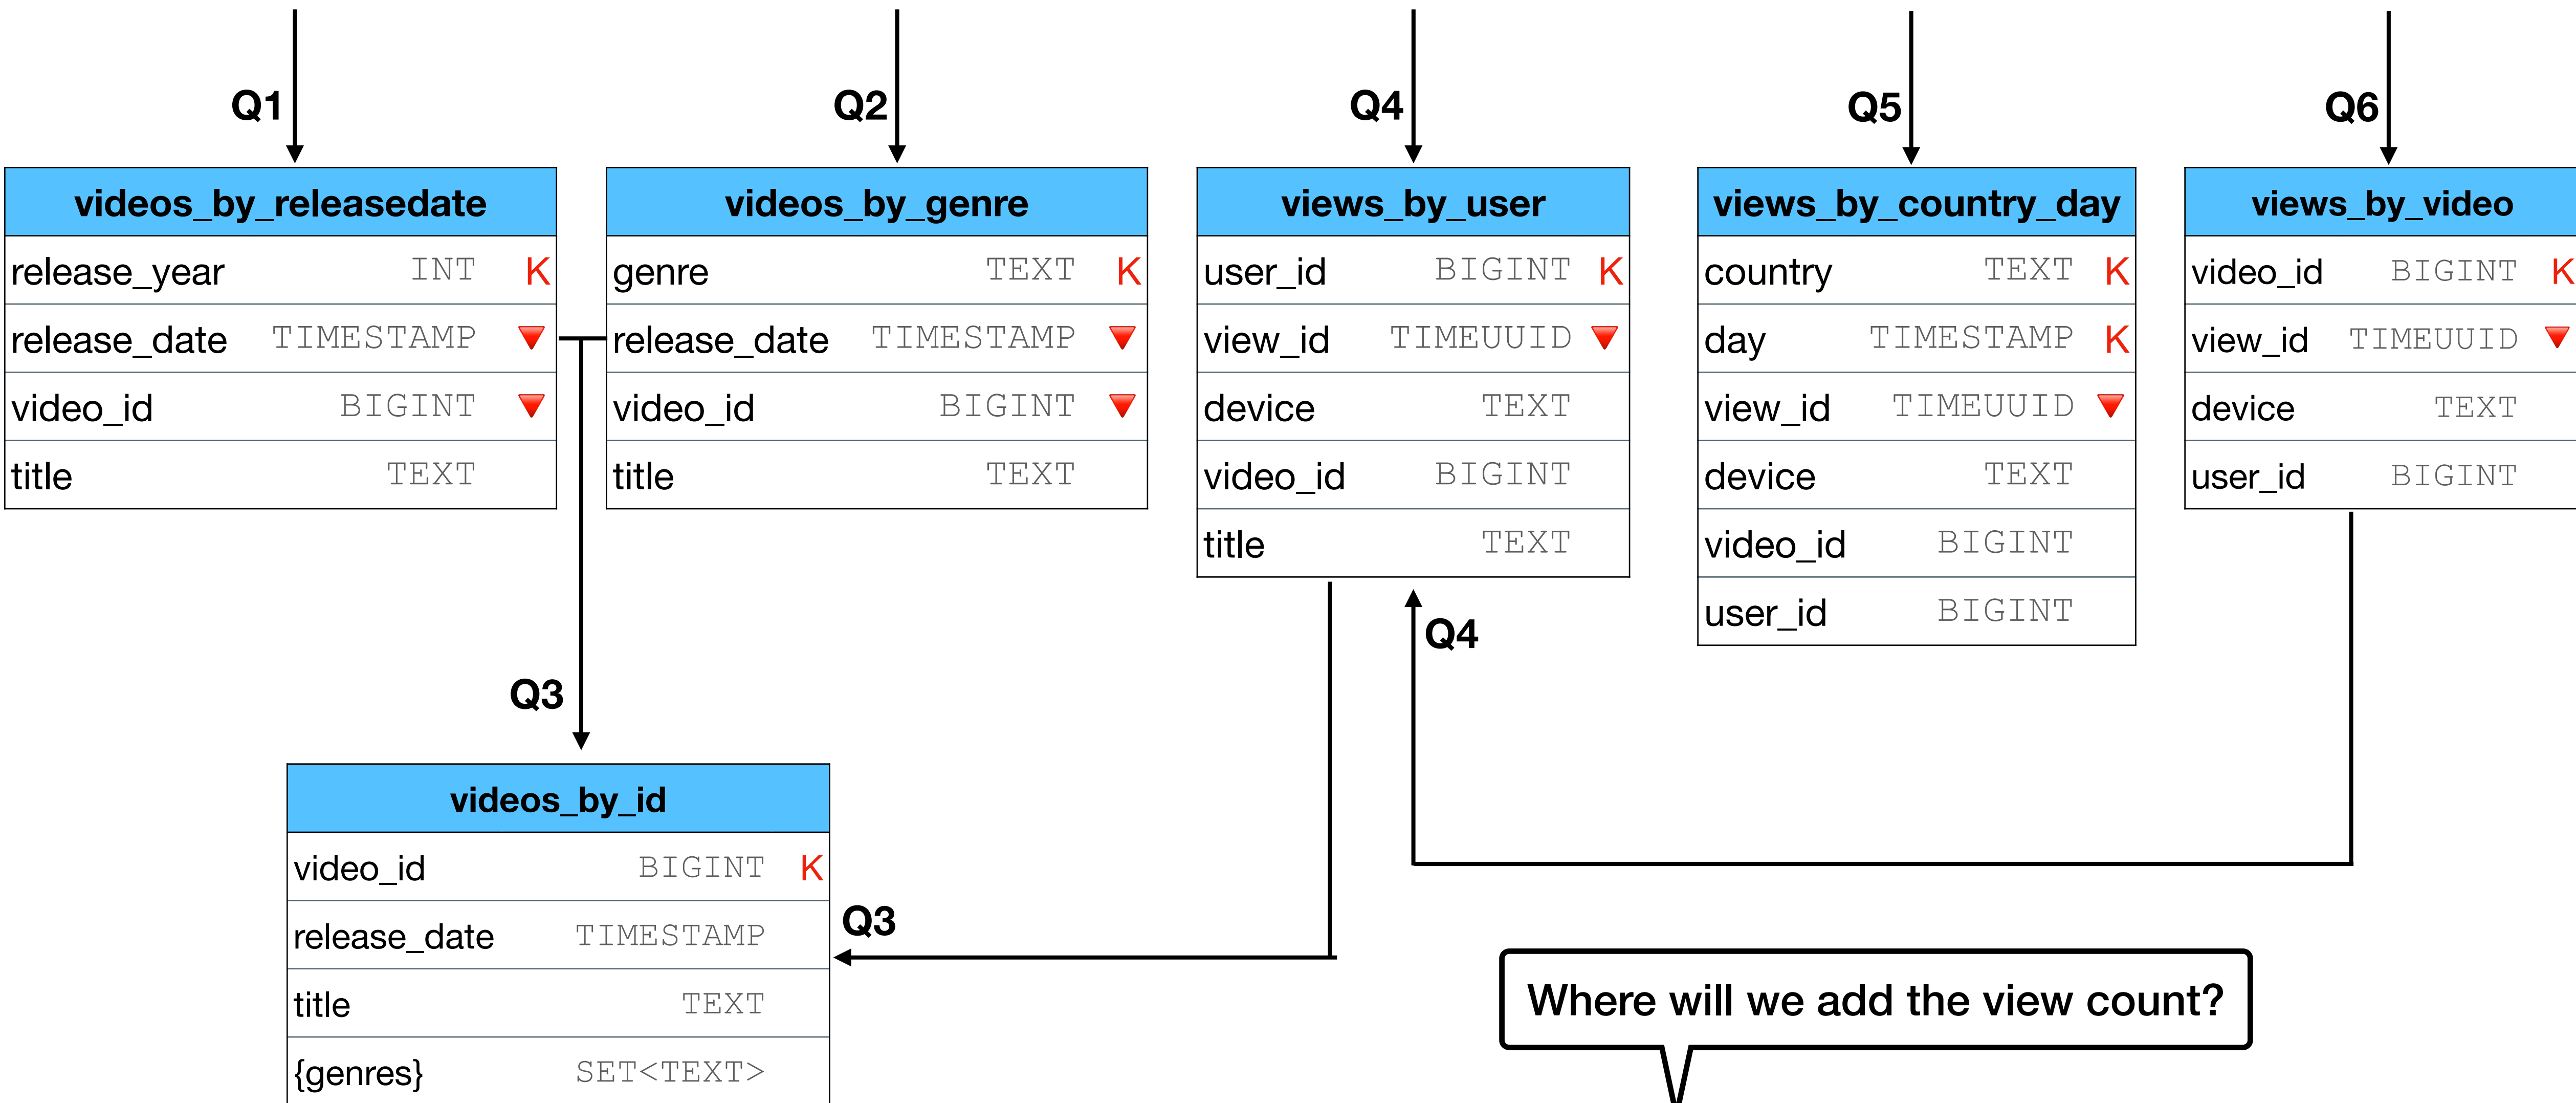 Q1
Q2
Q4
Q5
Q6
videos_by_releasedate
release_year INT K
release_date TIMESTAMP
video_id BIGINT
title TEXT
videos_by_genre
genre TEXT K
release_date TIMESTAMP
video_id BIGINT
title TEXT
views_by_user
user_id BIGINT K
view_id TIMEUUID
device TEXT
video_id BIGINT
title TEXT
views_by_country_day
country TEXT K
day TIMESTAMP K
view_id TIMEUUID
device TEXT
video_id BIGINT
user_id BIGINT
views_by_video
video_id BIGINT K
view_id TIMEUUID
device TEXT
user_id BIGINT
Q4
Q3
videos_by_id
video_id BIGINT K
release_date TIMESTAMP
title TEXT
{genres} SET<TEXT>
Q3
Where will we add the view count?